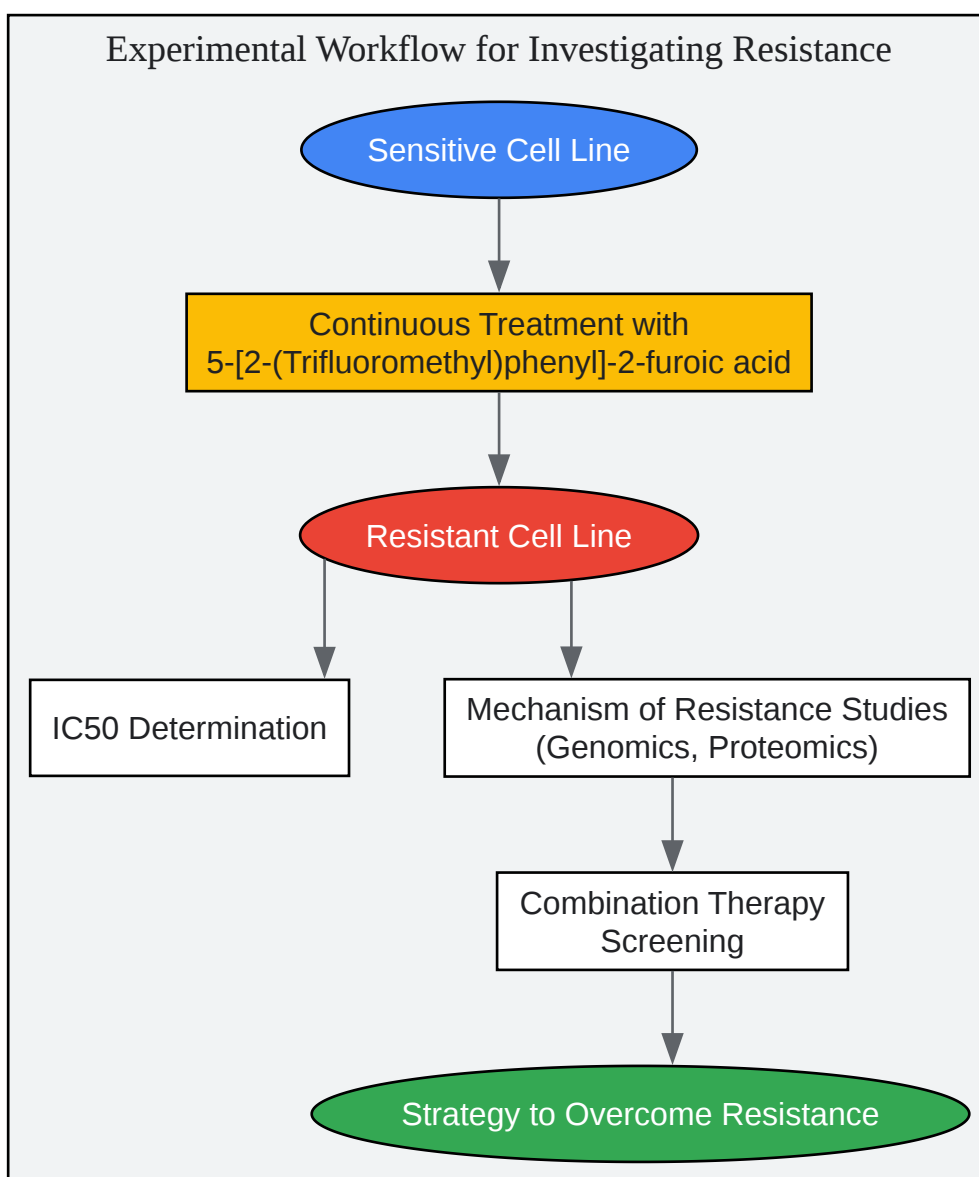 Experimental Workflow for Investigating Resistance
Sensitive Cell Line
Continuous Treatment with
5-[2-(Trifluoromethyl)phenyl]-2-furoic acid
Resistant Cell Line
IC50 Determination
Mechanism of Resistance Studies
(Genomics, Proteomics)
Combination Therapy
Screening
Strategy to Overcome Resistance